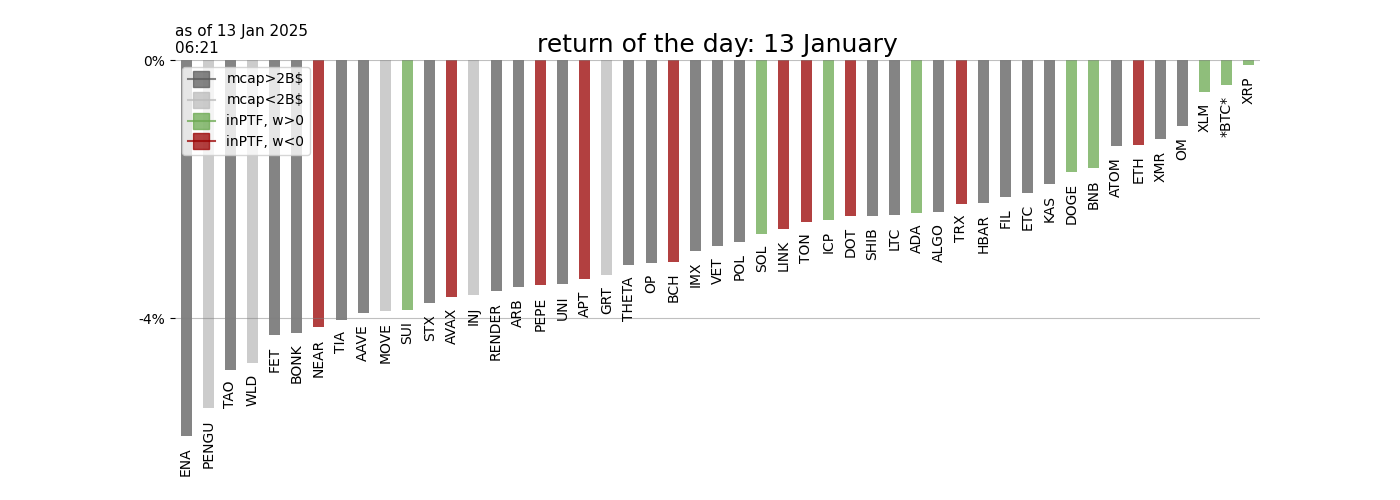 as of 13 Jan 2025
06:21
return of the day: 13 January
0%
mcap>2B$
mcap<2B$
inPTF, w>0
inPTF, w<0
-4%
ENA
PENGU
TAO
WLD
FET
BONK
NEAR
TIA
AAVE
MOVE
SUI
STX
AVAX
INJ
RENDER
ARB
PEPE
UNI
APT
GRT
THETA
OP
BCH
IMX
VET
POL
SOL
LINK
TON
ICP
DOT
SHIB
LTC
ADA
ALGO
TRX
HBAR
FIL
ETC
KAS
DOGE
BNB
ATOM
ETH
XMR
OM
XLM
*BTC*
XRP